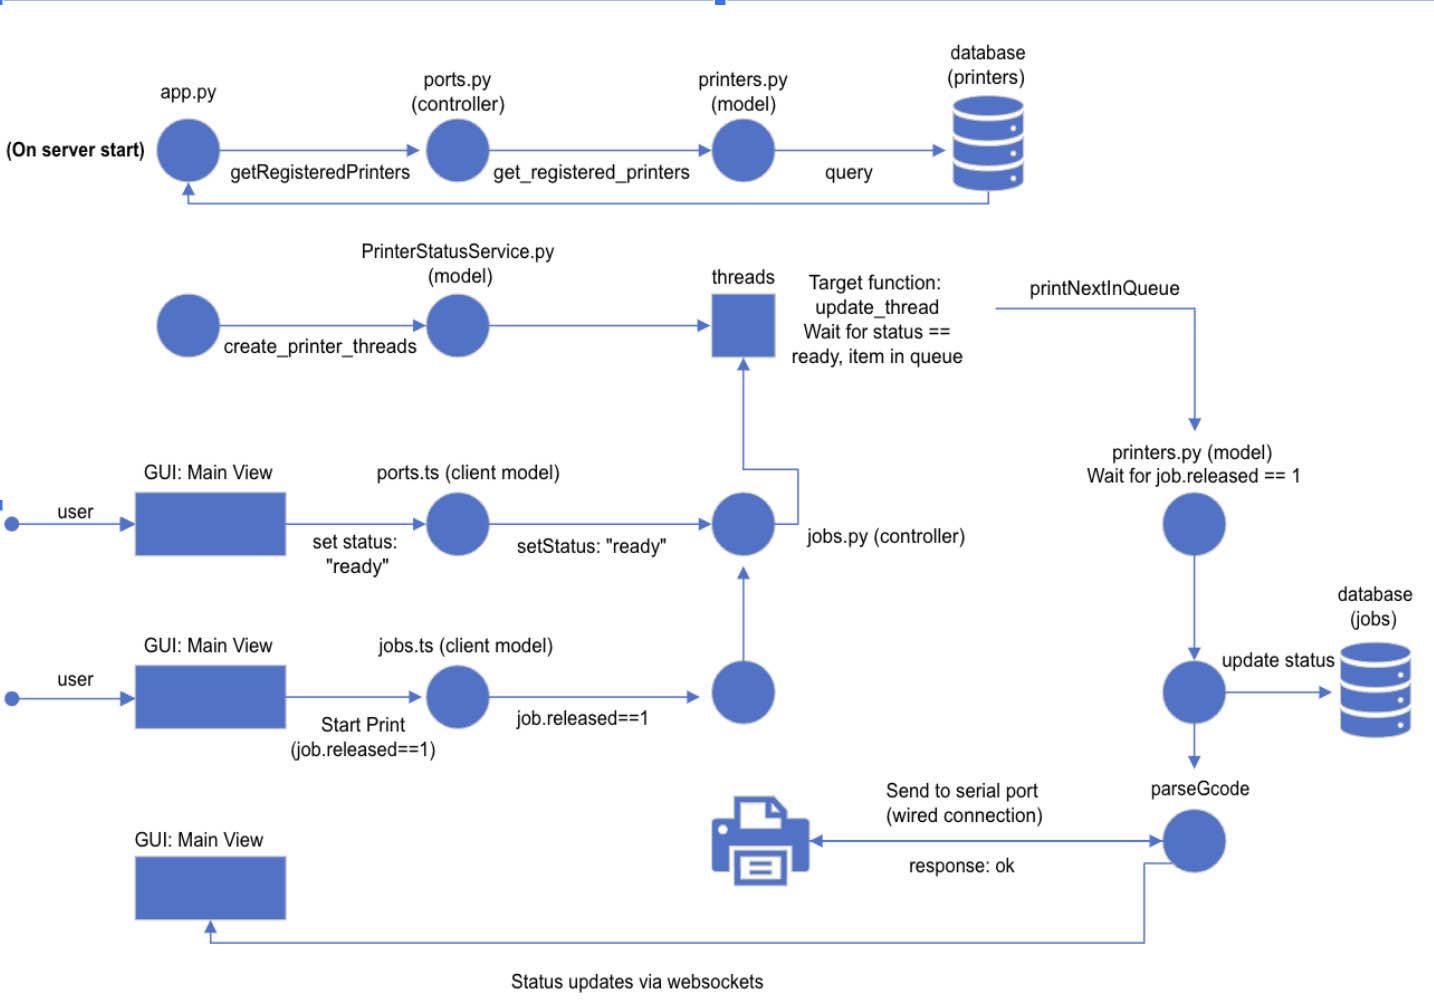 database
(printers)
ports.py
(controller)
printers.py
(model)
app.py
(On server start)
getRegisteredPrinters
get_registered_printers
query
PrinterStatusService.py
(model)
threads
Target function:
update_thread
Wait for status ==
ready, item in queue
printNextInQueue
create_printer_threads
printers.py (model)
Wait for job.released == 1
GUI: Main View
ports.ts (client model)
user
set status:
"ready"
setStatus: "ready"
jobs.py (controller)
database
(jobs)
GUI: Main View
jobs.ts (client model)
user
update status
Start Print
(job.released==1)
job.released==1
parseGcode
Send to serial port
(wired connection)
response: ok
GUI: Main View
Status updates via websockets